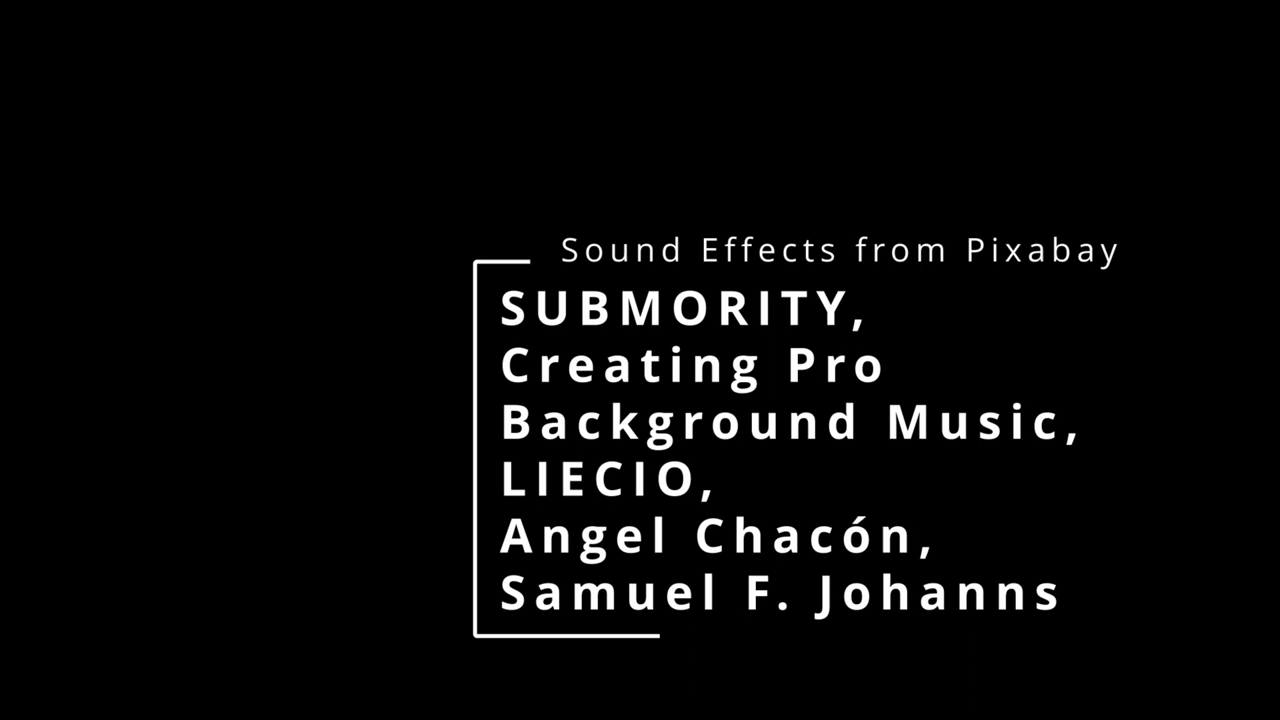 Sound Effects from Pixabay
SUBMORITY,
Creating Pro
Background Music,
LIECIO,
Angel Chacón,
Samuel F. Johanns